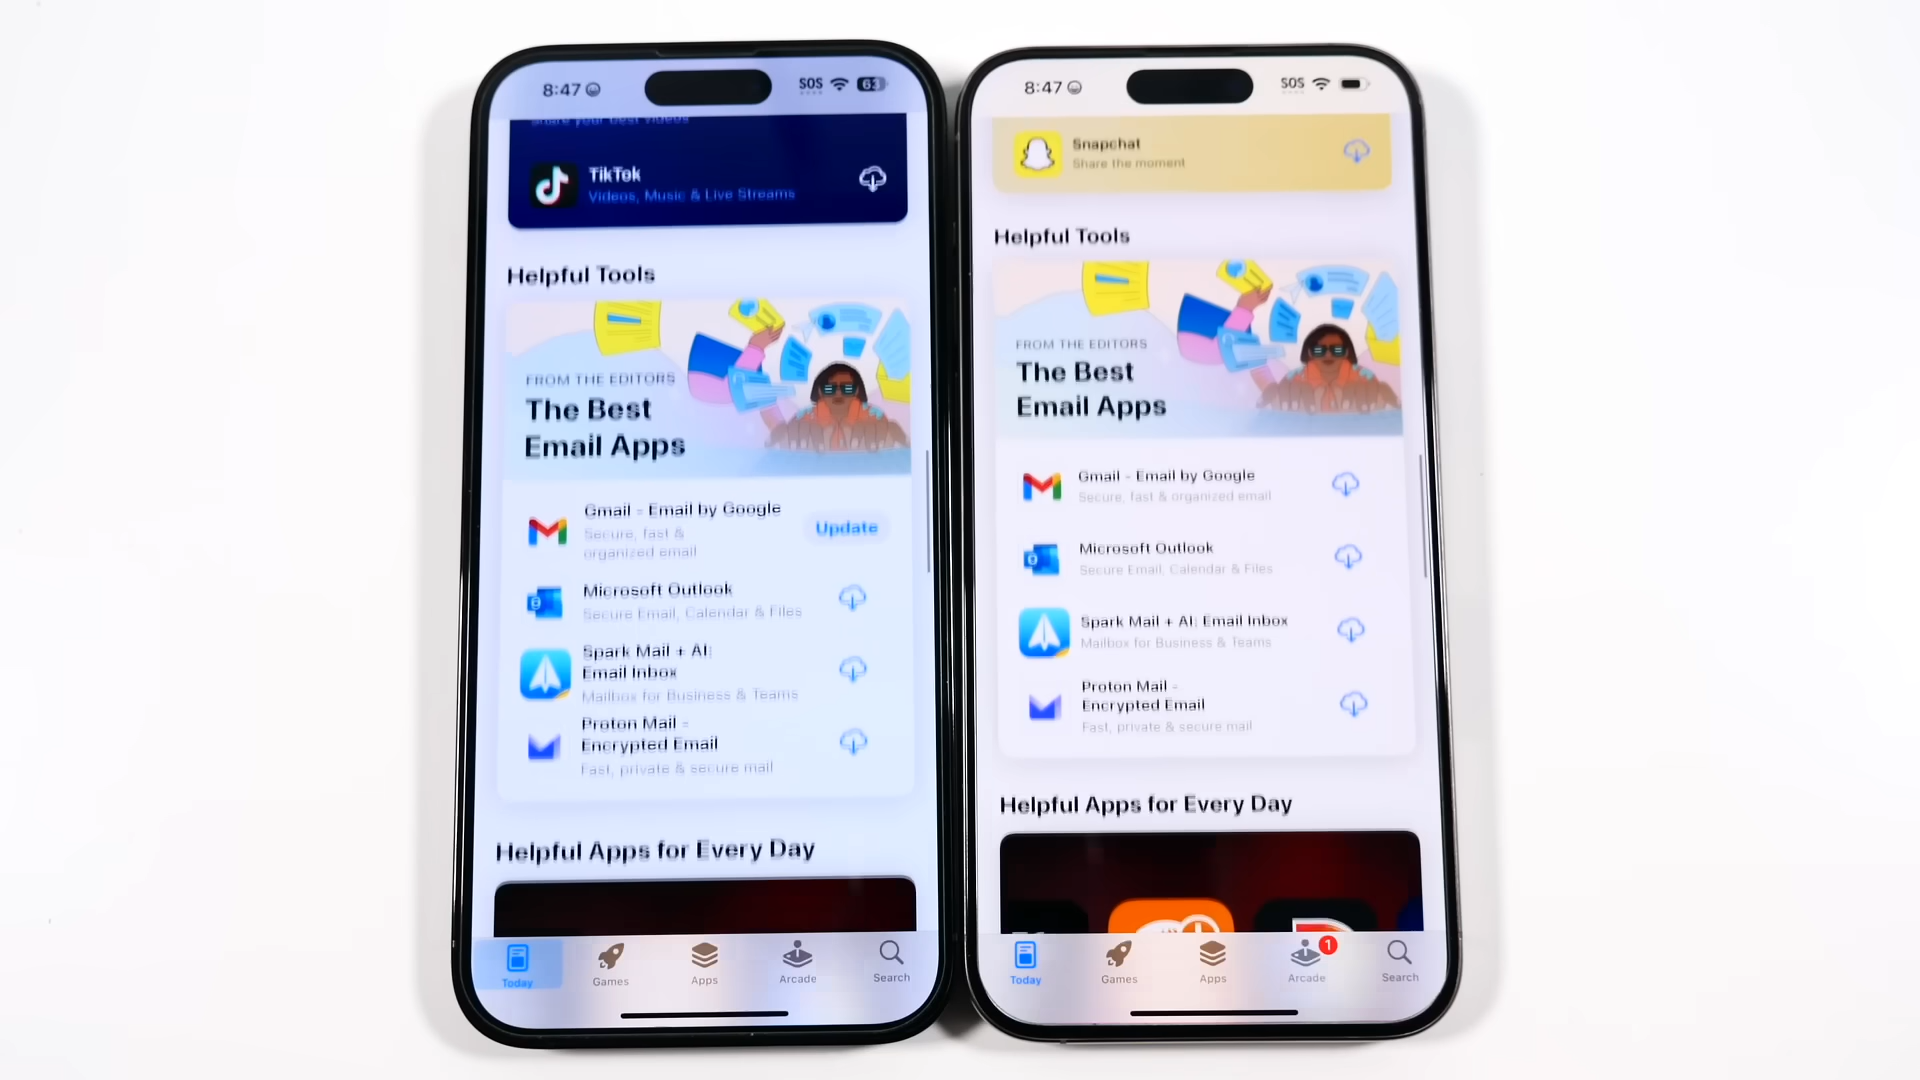 8:47
SOS
63
share your best videos
TikTok
Videos, Music & Live Streams
Helpful Tools
FROM THE EDITORS
The Best
Email Apps
Gmail - Email by Google
Secure, fast &
organized email
Update
Microsoft Outlook
Secure Email, Calendar & Files
Spark Mail + AI:
Email Inbox
Mailbox for Business & Teams
Proton Mail -
Encrypted Email
Fast, private & secure mail
Helpful Apps for Every Day
Today
Games
Apps
Arcade
Search
8:47
SOS
Snapchat
Share the moment
Helpful Tools
FROM THE EDITORS
The Best
Email Apps
Gmail - Email by Google
Secure, fast & organized email
Microsoft Outlook
Secure Email, Calendar & Files
Spark Mail + AI: Email Inbox
Mailbox for Business & Teams
Proton Mail -
Encrypted Email
Fast, private & secure mail
Helpful Apps for Every Day
Today
Games
Apps
1
Arcade
Search